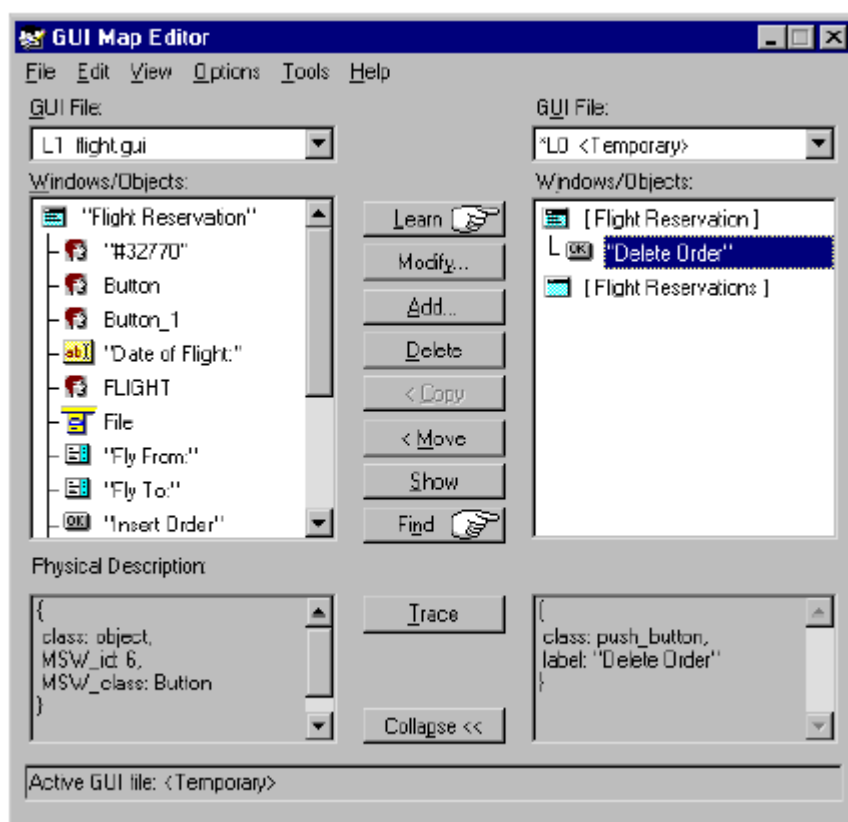 GUI Map Editor
File Edit View Options Tools Help
GUI File:
L1 flight.gui
Windows/Objects:
"Flight Reservation"
"#32770"
Button
Button_1
"Date of Flight:"
FLIGHT
File
"Fly From:"
"Fly To:"
"Insert Order"
Physical Description:
{
class: object,
MSW_id: 6,
MSW_class: Button
}
Learn
Modify...
Add...
Delete
< Copy
< Move
Show
Find
Trace
Collapse <<
GUI File:
*L0 <Temporary>
Windows/Objects:
[ Flight Reservation ]
"Delete Order"
[ Flight Reservations ]
{
class: push_button,
label: "Delete Order"
}
Active GUI file: <Temporary>